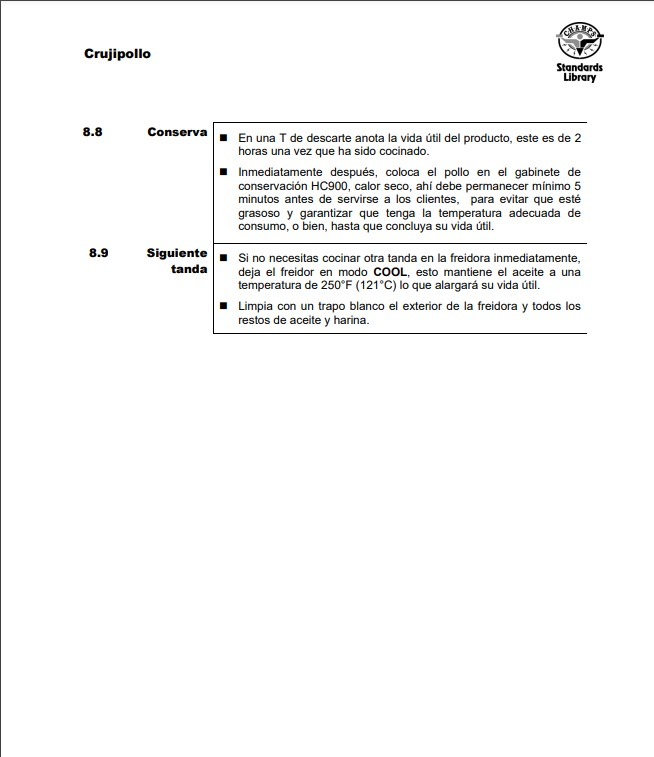 Crujipollo
CHAMPS
Standards
Library
8.8 Conserva
■ En una T de descarte anota la vida útil del producto, este es de 2
horas una vez que ha sido cocinado.
■ Inmediatamente después, coloca el pollo en el gabinete de
conservación HC900, calor seco, ahí debe permanecer mínimo 5
minutos antes de servirse a los clientes, para evitar que esté
grasoso y garantizar que tenga la temperatura adecuada de
consumo, o bien, hasta que concluya su vida útil.
8.9 Siguiente
tanda
■ Si no necesitas cocinar otra tanda en la freidora inmediatamente,
deja el freidor en modo COOL, esto mantiene el aceite a una
temperatura de 250°F (121°C) lo que alargará su vida útil.
■ Limpia con un trapo blanco el exterior de la freidora y todos los
restos de aceite y harina.